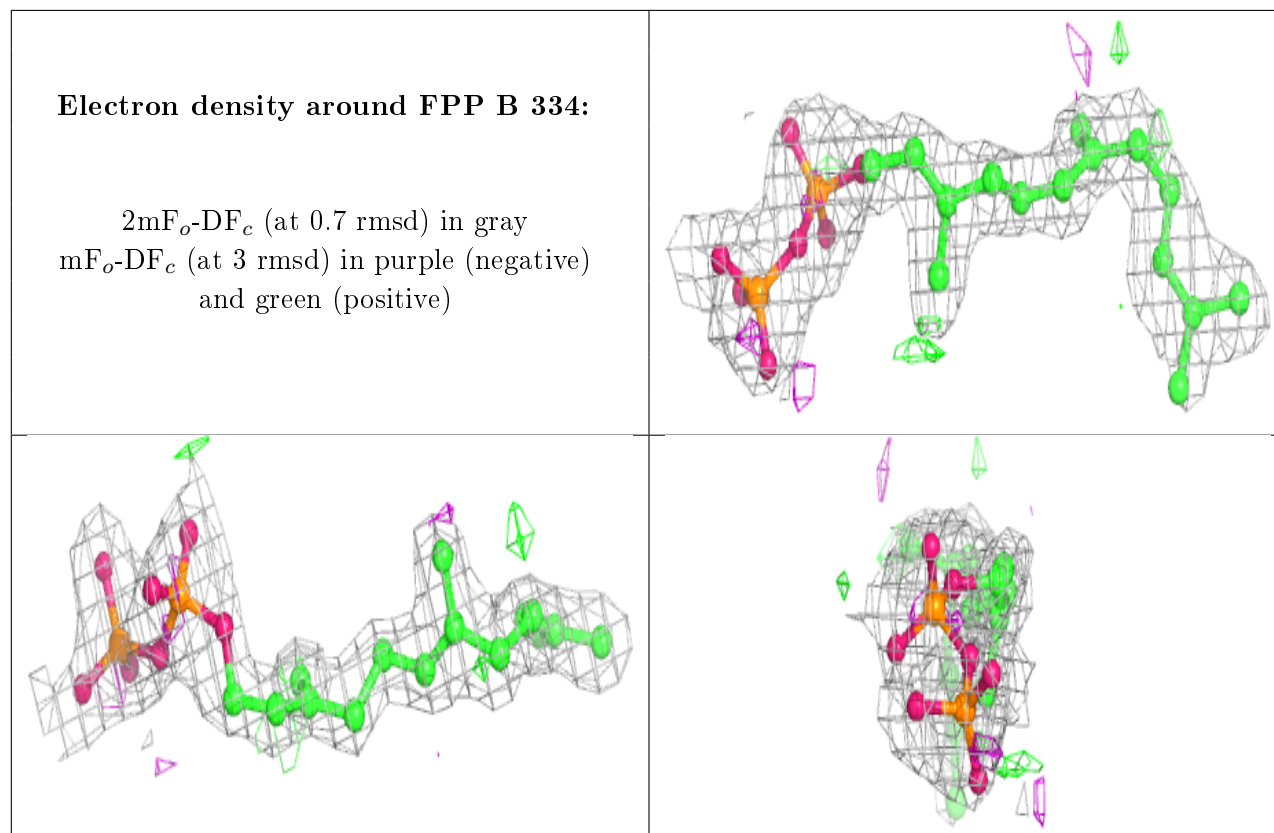 Electron density around FPP B 334:
2mFo-DFc (at 0.7 rmsd) in gray
mFo-DFc (at 3 rmsd) in purple (negative)
and green (positive)